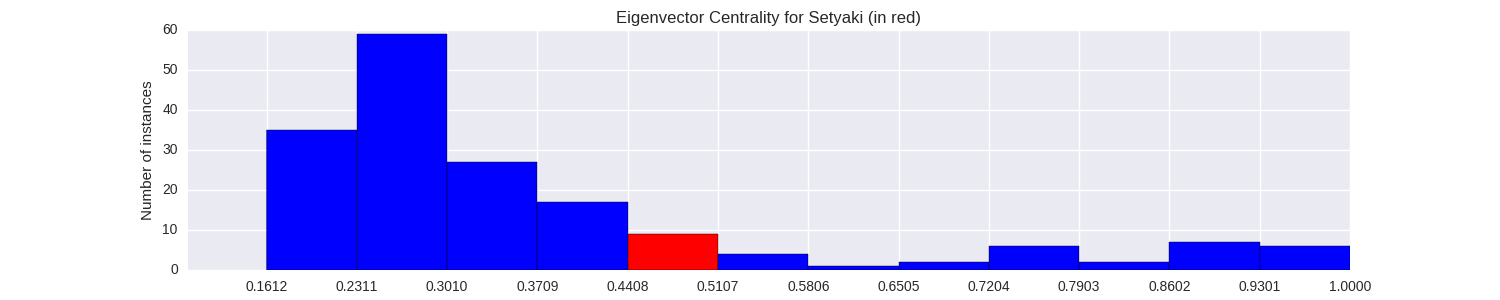 Eigenvector Centrality for Setyaki (in red)
Number of instances
60
50
40
30
20
10
0
0.1612 0.2311 0.3010 0.3709 0.4408 0.5107 0.5806 0.6505 0.7204 0.7903 0.8602 0.9301 1.0000